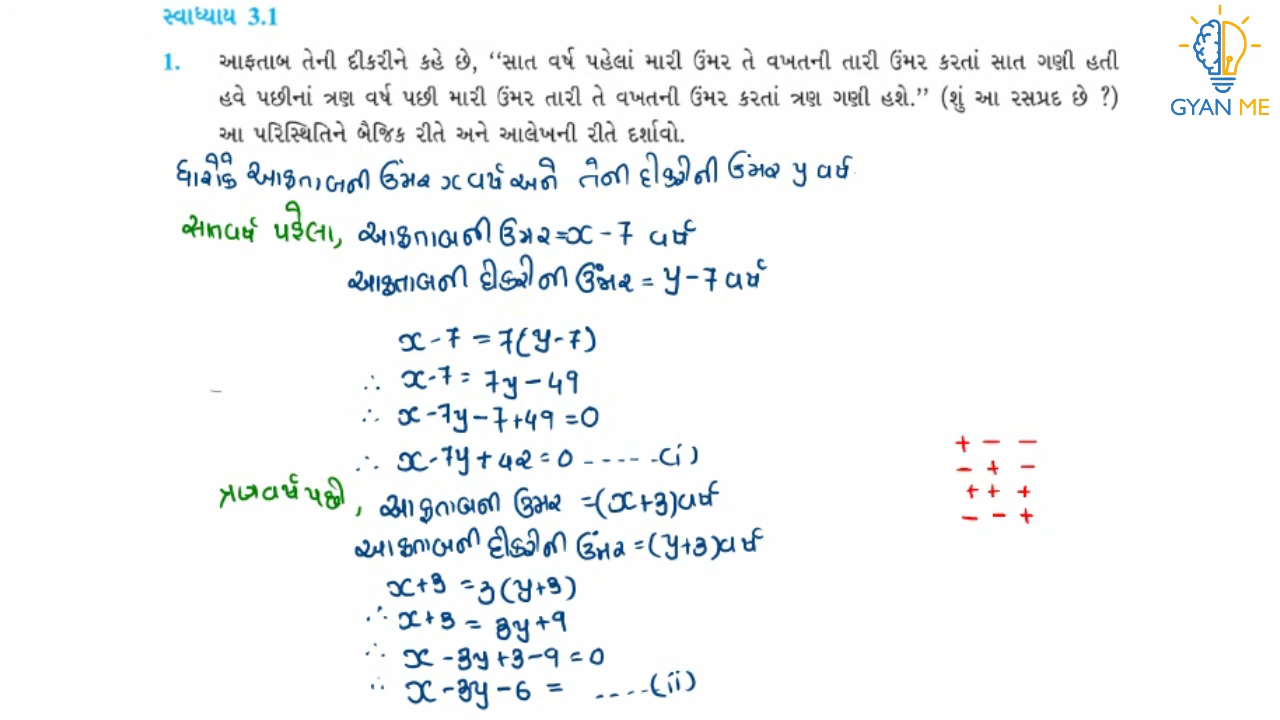 સ્વાધ્યાય 3.1
GYAN ME
1. આફતાબ તેની દીકરીને કહે છે, “સાત વર્ષ પહેલાં મારી ઉંમર તે વખતની તારી ઉંમર કરતાં સાત ગણી હતી
હવે પછીનાં ત્રણ વર્ષ પછી મારી ઉંમર તારી તે વખતની ઉંમર કરતાં ત્રણ ગણી હશે.” (શું આ રસપ્રદ છે ?)
આ પરિસ્થિતિને બૈજિક રીતે અને આલેખની રીતે દર્શાવો.
ધારોકે આફતાબની ઉંમર x વર્ષ અને તેની દીકરીની ઉંમર y વર્ષ
સાતવર્ષ પહેલા, આફતાબની ઉંમર = x - 7 વર્ષ
આફતાબની દીકરીની ઉંમર = y - 7 વર્ષ
x - 7 = 7(y - 7)
∴ x - 7 = 7y - 49
∴ x - 7y - 7 + 49 = 0
∴ x - 7y + 42 = 0 ------(i)
ત્રણવર્ષ પછી, આફતાબની ઉંમર = (x+3) વર્ષ
આફતાબની દીકરીની ઉંમર = (y+3) વર્ષ
x + 3 = 3(y+3)
∴ x + 3 = 3y + 9
∴ x - 3y + 3 - 9 = 0
∴ x - 3y - 6 = ....(ii)
+ - -
- + -
+ + +
- - +